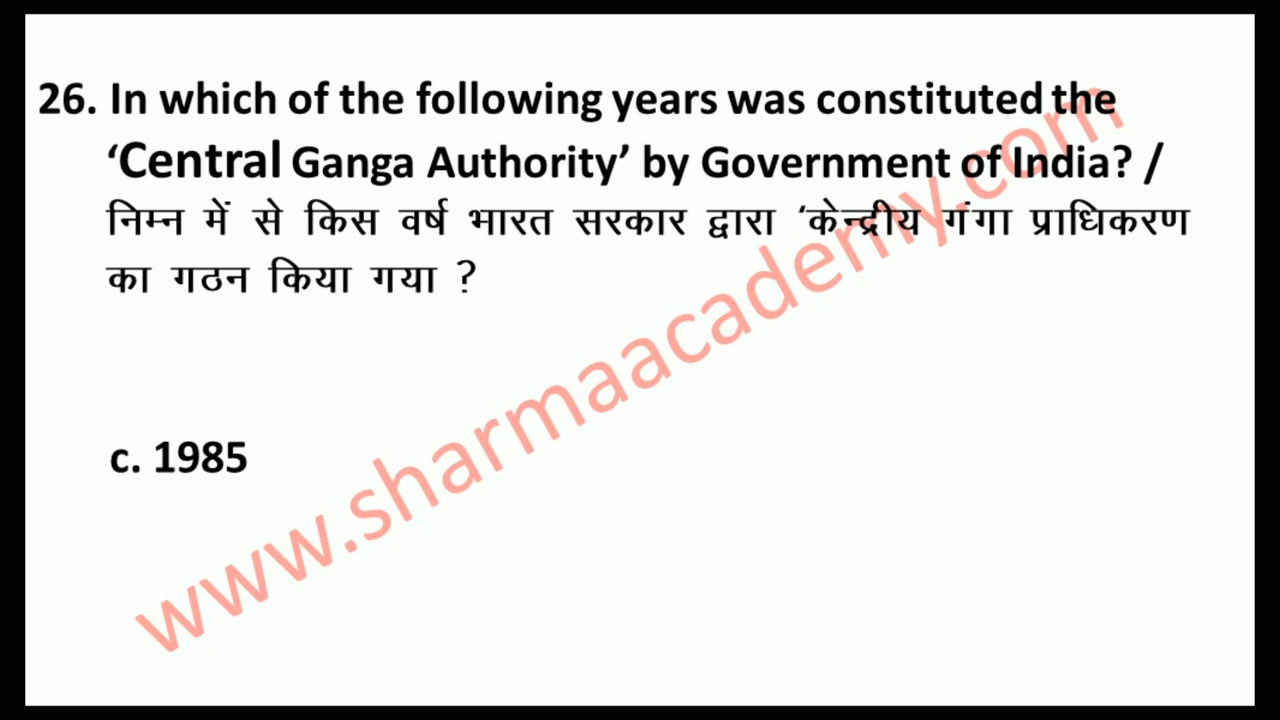 26. In which of the following years was constituted the
‘Central Ganga Authority’ by Government of India? /
निम्न में से किस वर्ष भारत सरकार द्वारा ‘केन्द्रीय गंगा प्राधिकरण
का गठन किया गया ?
c. 1985
www.sharmaacademy.com